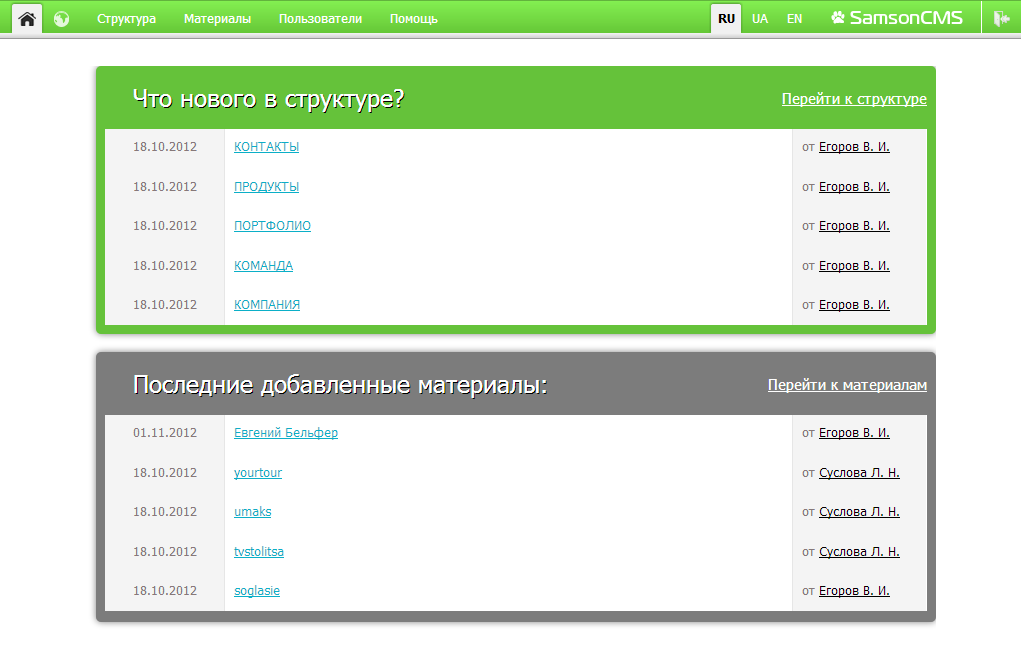 Структура Материалы Пользователи Помощь RU UA EN SamsonCMS
Что нового в структуре? Перейти к структуре
18.10.2012 КОНТАКТЫ от Егоров В. И.
18.10.2012 ПРОДУКТЫ от Егоров В. И.
18.10.2012 ПОРТФОЛИО от Егоров В. И.
18.10.2012 КОМАНДА от Егоров В. И.
18.10.2012 КОМПАНИЯ от Егоров В. И.
Последние добавленные материалы: Перейти к материалам
01.11.2012 Евгений Бельфер от Егоров В. И.
18.10.2012 yourtour от Суслова Л. Н.
18.10.2012 umaks от Суслова Л. Н.
18.10.2012 tvstolitsa от Суслова Л. Н.
18.10.2012 soglasie от Егоров В. И.